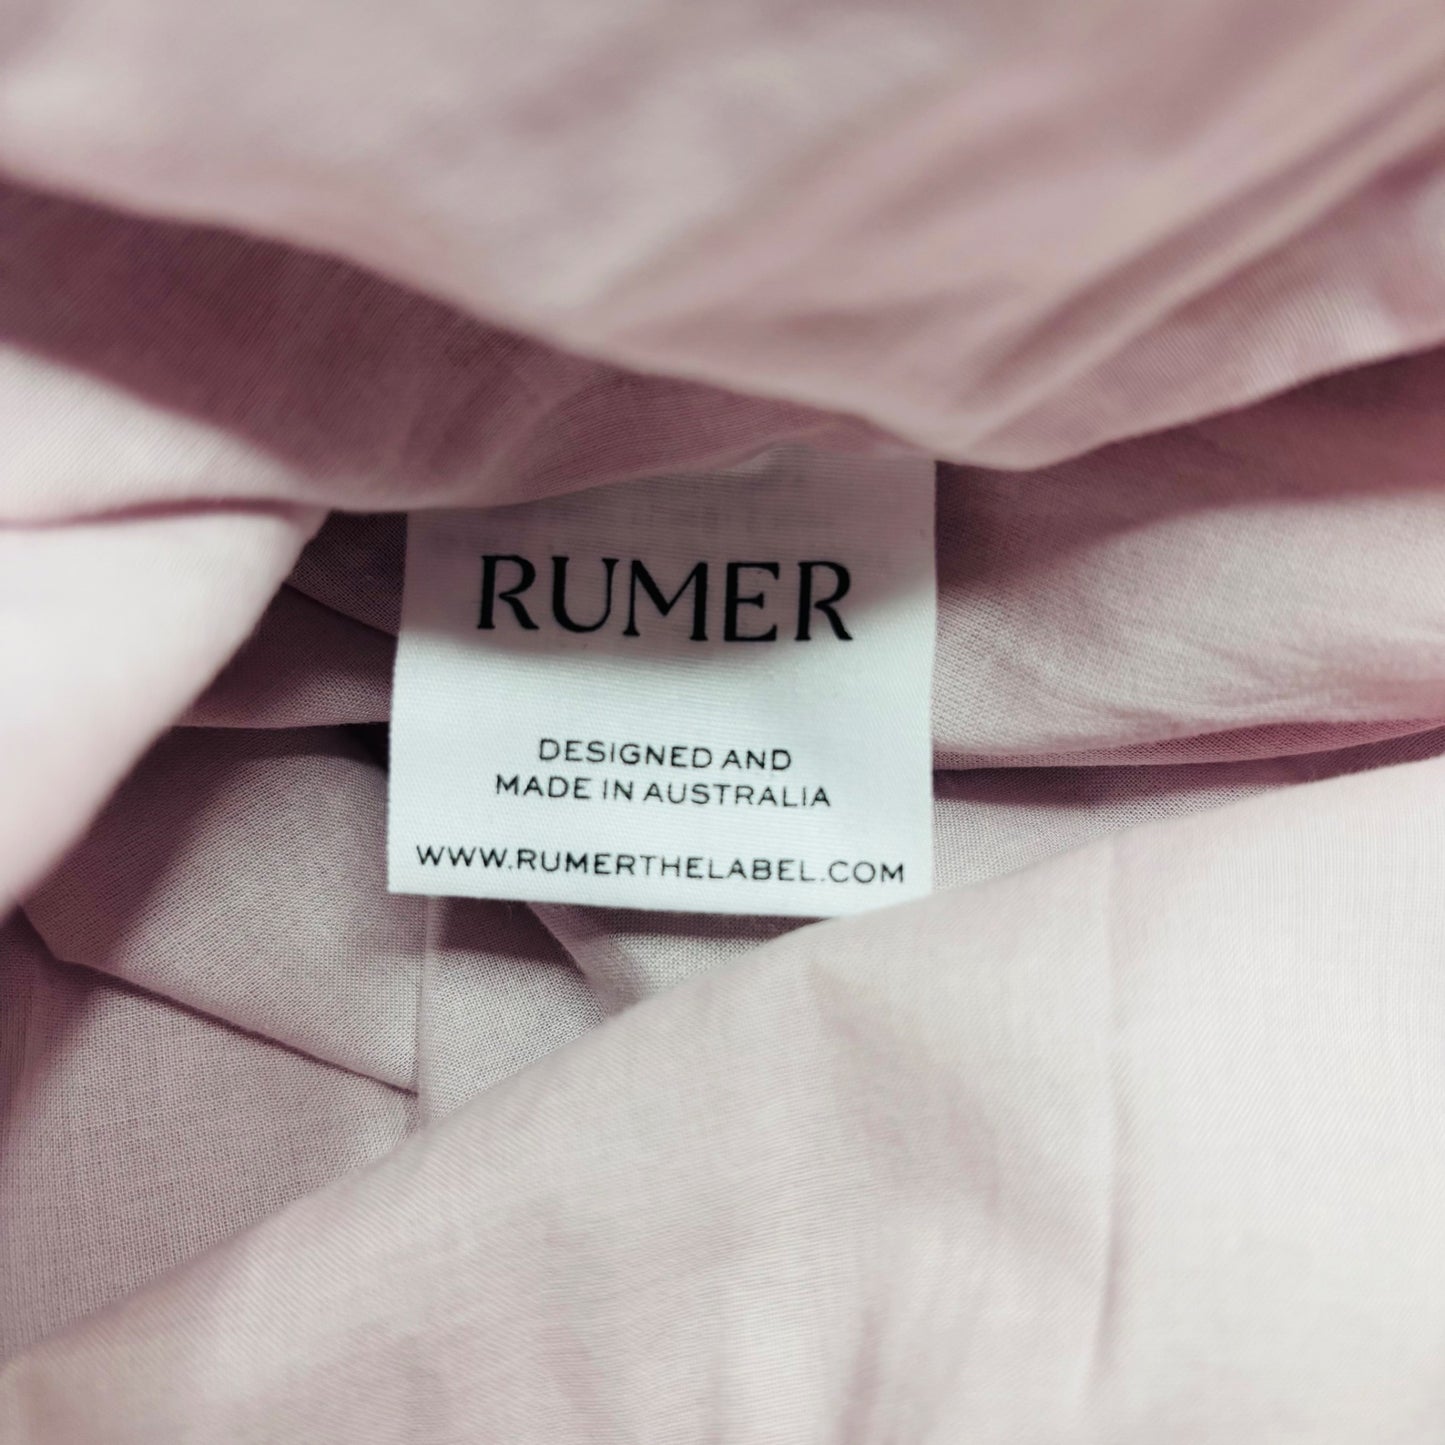 RUMER
DESIGNED AND
MADE IN AUSTRALIA
WWW.RUMERTHELABEL.COM